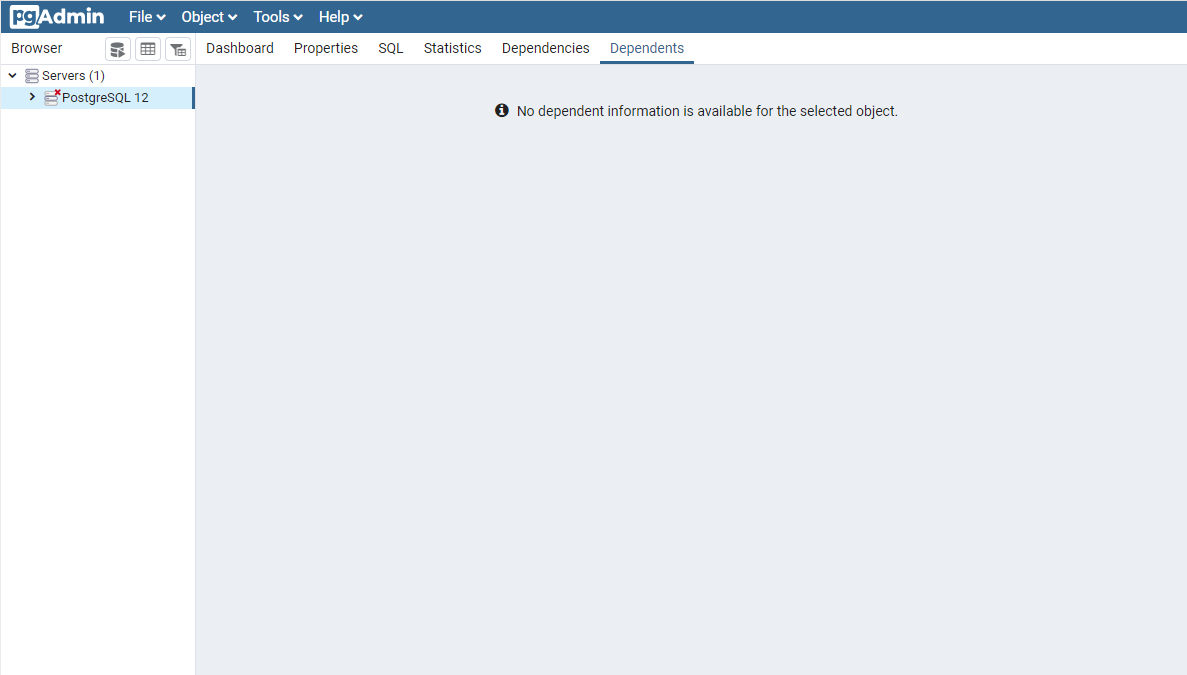 pgAdmin File Object Tools Help
Browser Dashboard Properties SQL Statistics Dependencies Dependents
Servers (1)
PostgreSQL 12
No dependent information is available for the selected object.